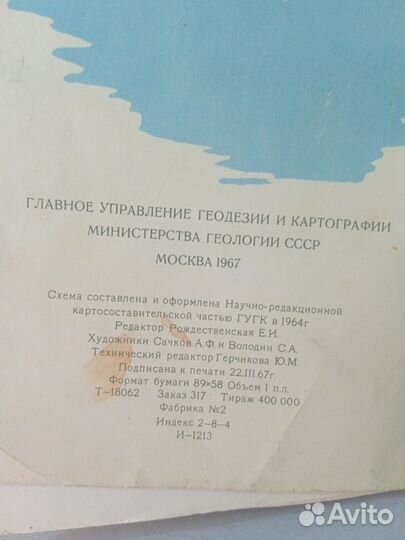 ГЛАВНОЕ УПРАВЛЕНИЕ ГЕОДЕЗИИ И КАРТОГРАФИИ
МИНИСТЕРСТВА ГЕОЛОГИИ СССР
МОСКВА 1967
Схема составлена и оформлена Научно-редакционной
картосоставительской частью ГУГК в 1964г
Редактор Рождественская Е.И.
Художники Сачков А.Ф. и Володин С.А.
Технический редактор Герчикова Ю.М.
Подписана к печати 22.III.67г.
Формат бумаги 89×58 Объем 1 п.л.
Т-18062 Заказ 317 Тираж 400 000
Фабрика №2
Индекс 2-8-4
И-1213
Avito